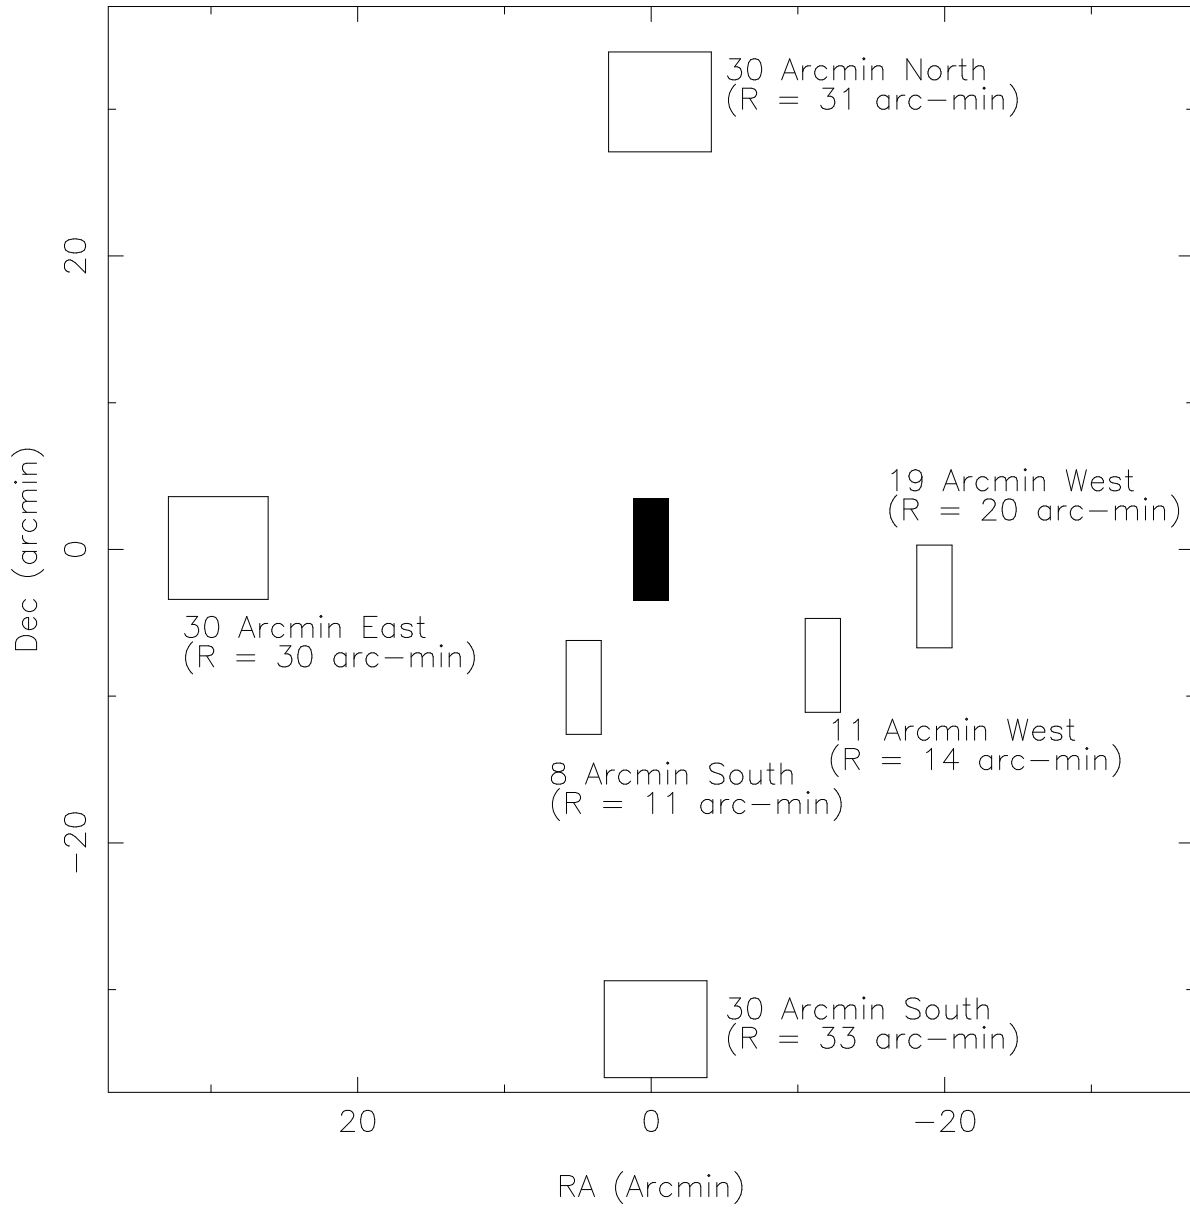 30 Arcmin North
(R = 31 arc-min)
20
19 Arcmin West
(R = 20 arc-min)
Dec (arcmin)
0
30 Arcmin East
(R = 30 arc-min)
11 Arcmin West
(R = 14 arc-min)
8 Arcmin South
(R = 11 arc-min)
-20
30 Arcmin South
(R = 33 arc-min)
20 0 -20
RA (Arcmin)